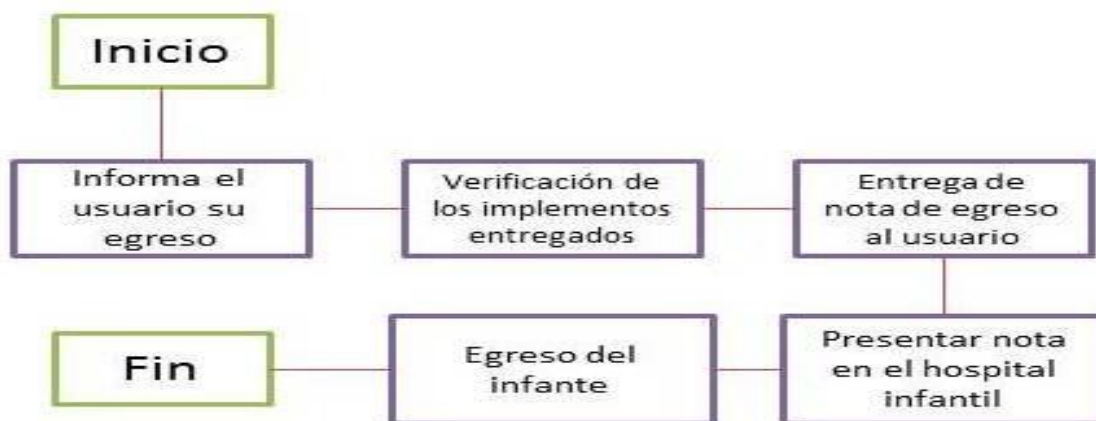 Inicio
Informa el
usuario su
egreso
Verificación de
los implementos
entregados
Entrega de
nota de egreso
al usuario
Presentar nota
en el hospital
infantil
Egreso del
infante
Fin